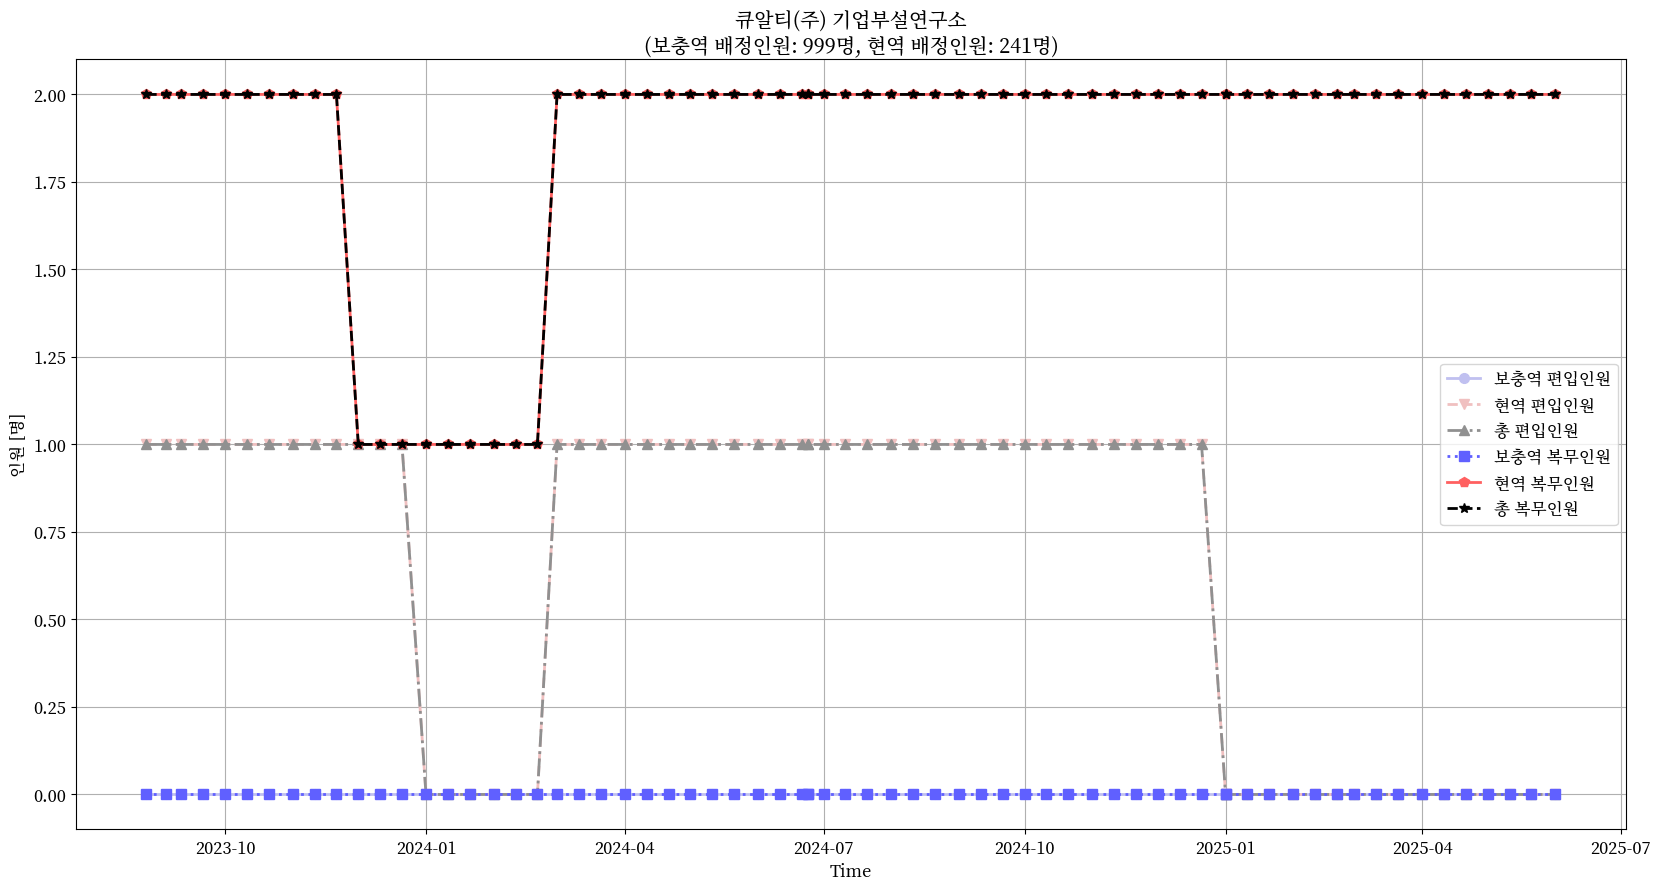 큐알티(주) 기업부설연구소
(보충역 배정인원: 999명, 현역 배정인원: 241명)
2.00
1.75
1.50
1.25
1.00
0.75
0.50
0.25
0.00
인원 [명]
보충역 편입인원
현역 편입인원
총 편입인원
보충역 복무인원
현역 복무인원
총 복무인원
2023-10
2024-01
2024-04
2024-07
2024-10
2025-01
2025-04
2025-07
Time